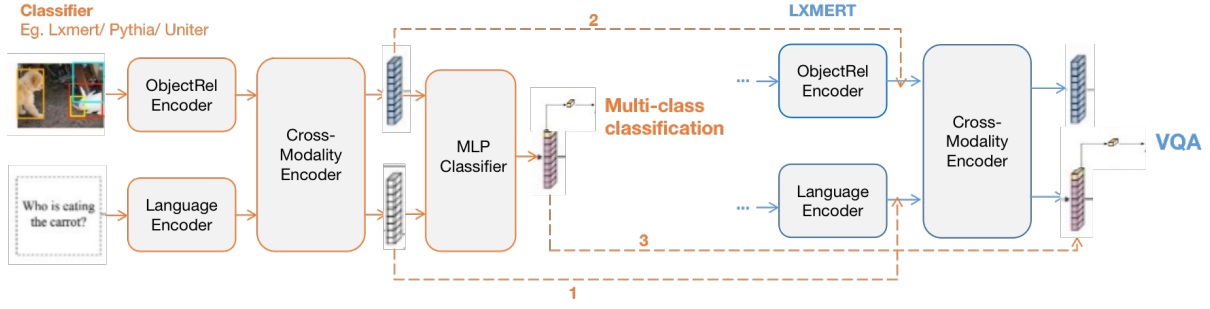 Classifier
Eg. Lxmert/ Pythia/ Uniter
ObjectRel
Encoder
Language
Encoder
Who is eating
the carrot?
Cross-
Modality
Encoder
MLP
Classifier
Multi-class
classification
2
3
1
LXMERT
...
ObjectRel
Encoder
...
Language
Encoder
Cross-
Modality
Encoder
VQA